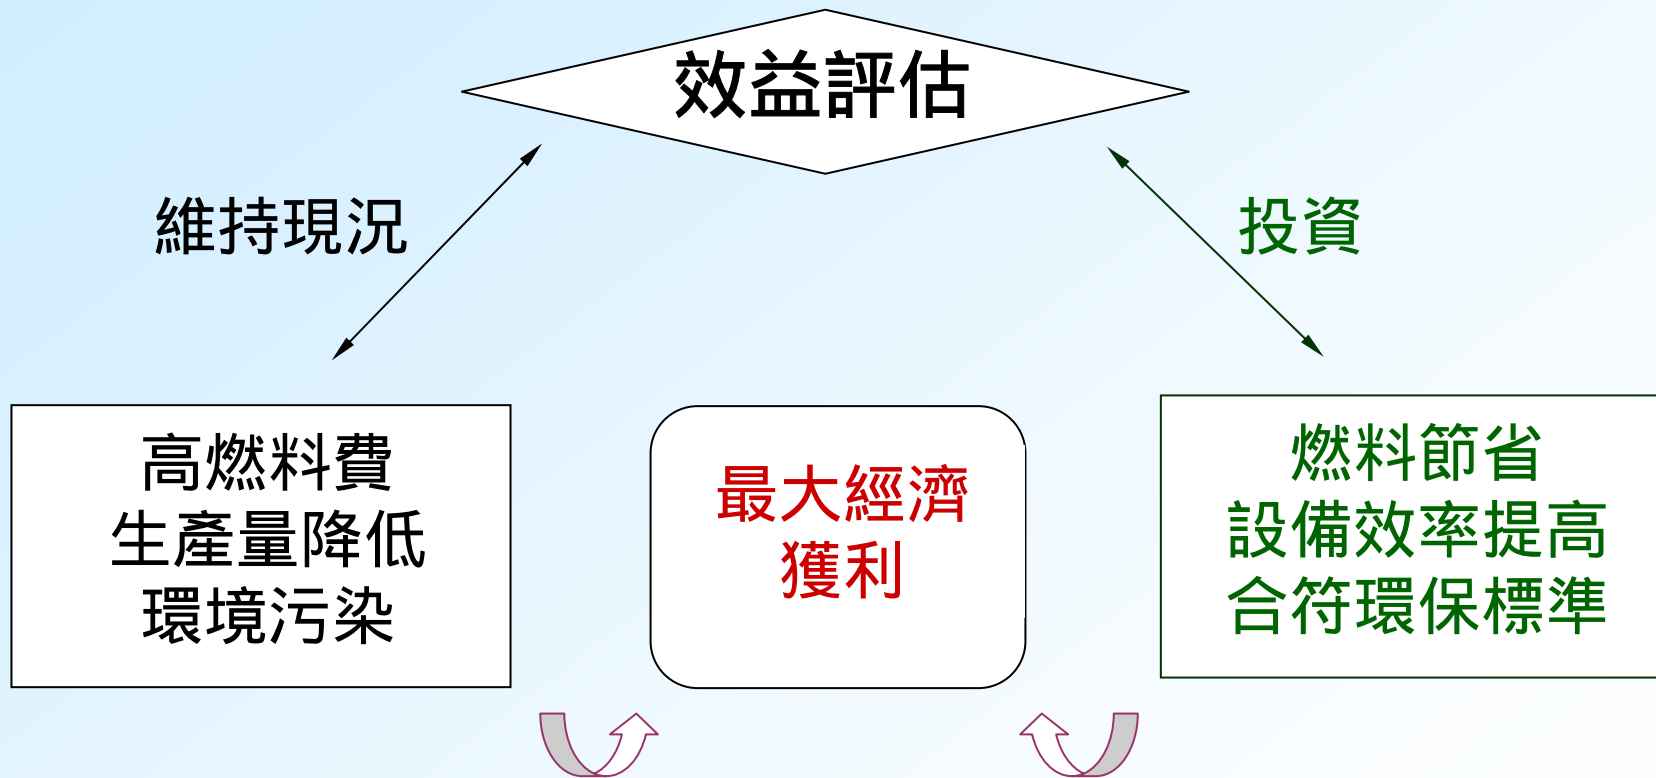 效益評估
維持現況
投資
高燃料費
生產量降低
環境污染
最大經濟
獲利
燃料節省
設備效率提高
合符環保標準